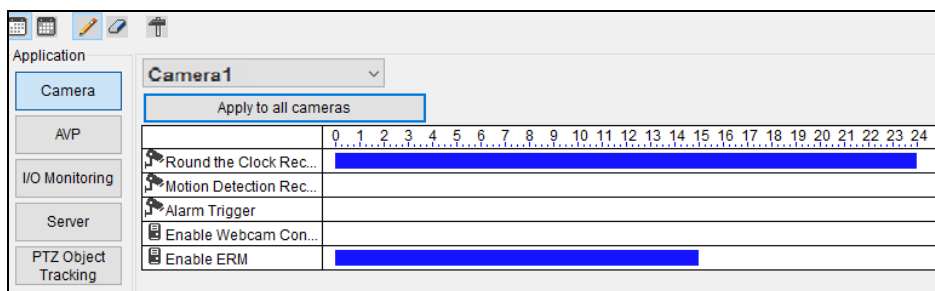 Application
Camera
AVP
I/O Monitoring
Server
PTZ Object
Tracking
Camera1
Apply to all cameras
0 1 2 3 4 5 6 7 8 9 10 11 12 13 14 15 16 17 18 19 20 21 22 23 24
Round the Clock Rec...
Motion Detection Rec...
Alarm Trigger
Enable Webcam Con...
Enable ERM